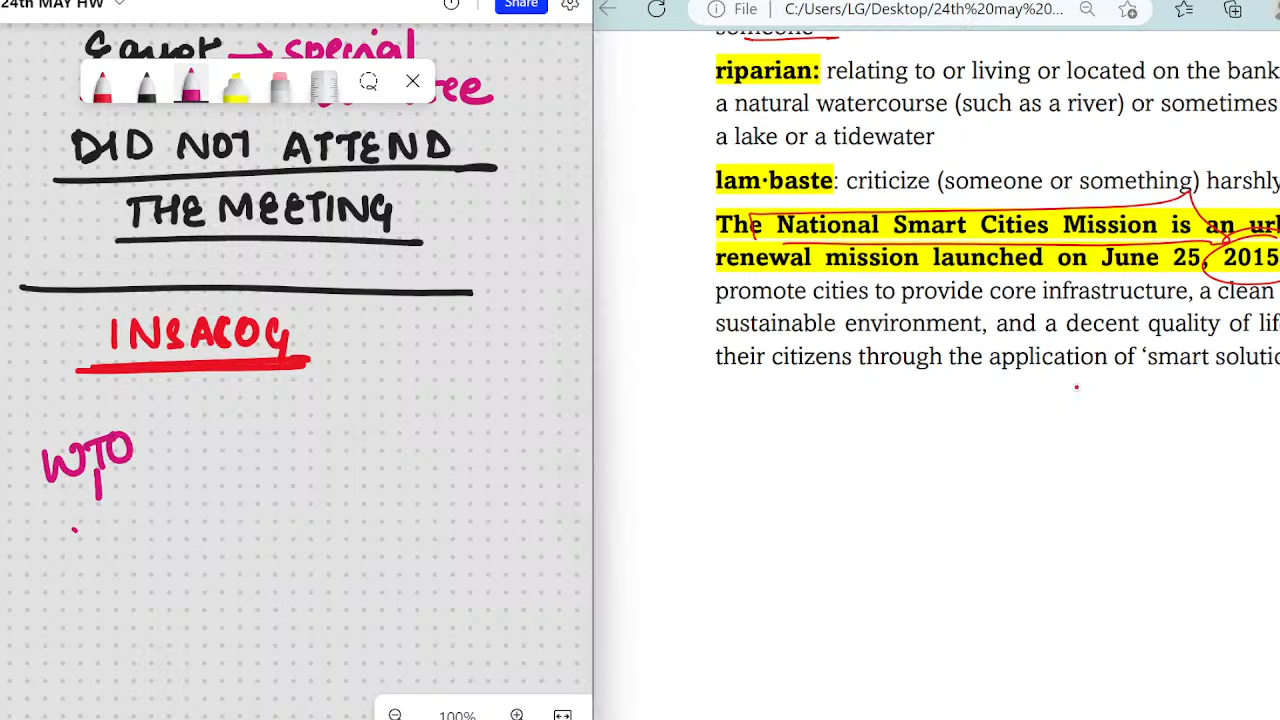 24th MAY HW
Share
special
ee
DID NOT ATTEND
THE MEETING
INSACOG
WTO
100%
File
C:/Users/LG/Desktop/24th%20may%20...
someone
riparian: relating to or living or located on the bank
a natural watercourse (such as a river) or sometimes
a lake or a tidewater
lam·baste: criticize (someone or something) harshly
The National Smart Cities Mission is an url
renewal mission launched on June 25, 2015
promote cities to provide core infrastructure, a clean
sustainable environment, and a decent quality of lif
their citizens through the application of ‘smart solutio